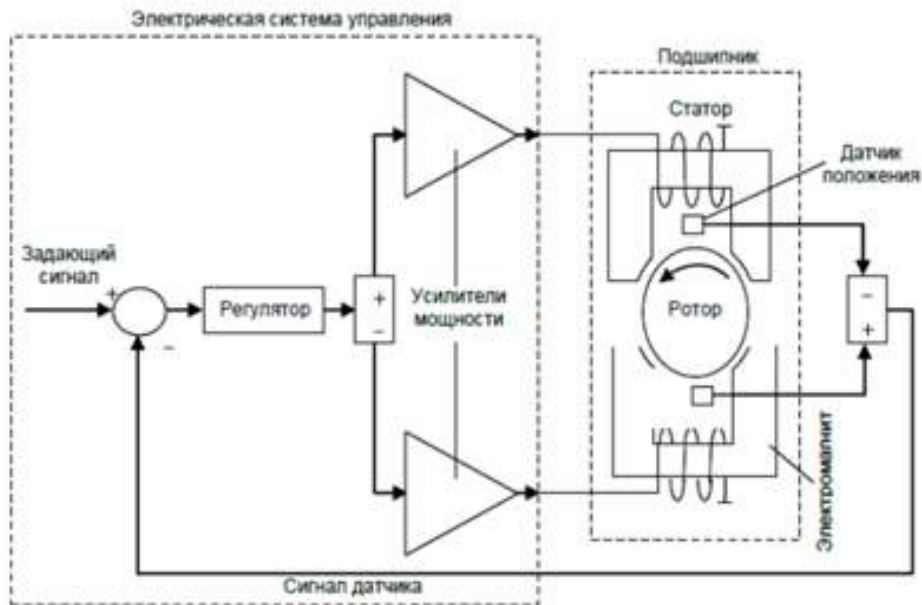 Электрическая система управления
Подшипник
Статор
Датчик
положения
Задающий
сигнал
+
−
Регулятор
+
−
Усилители
мощности
Ротор
−
+
Электромагнит
Сигнал датчика